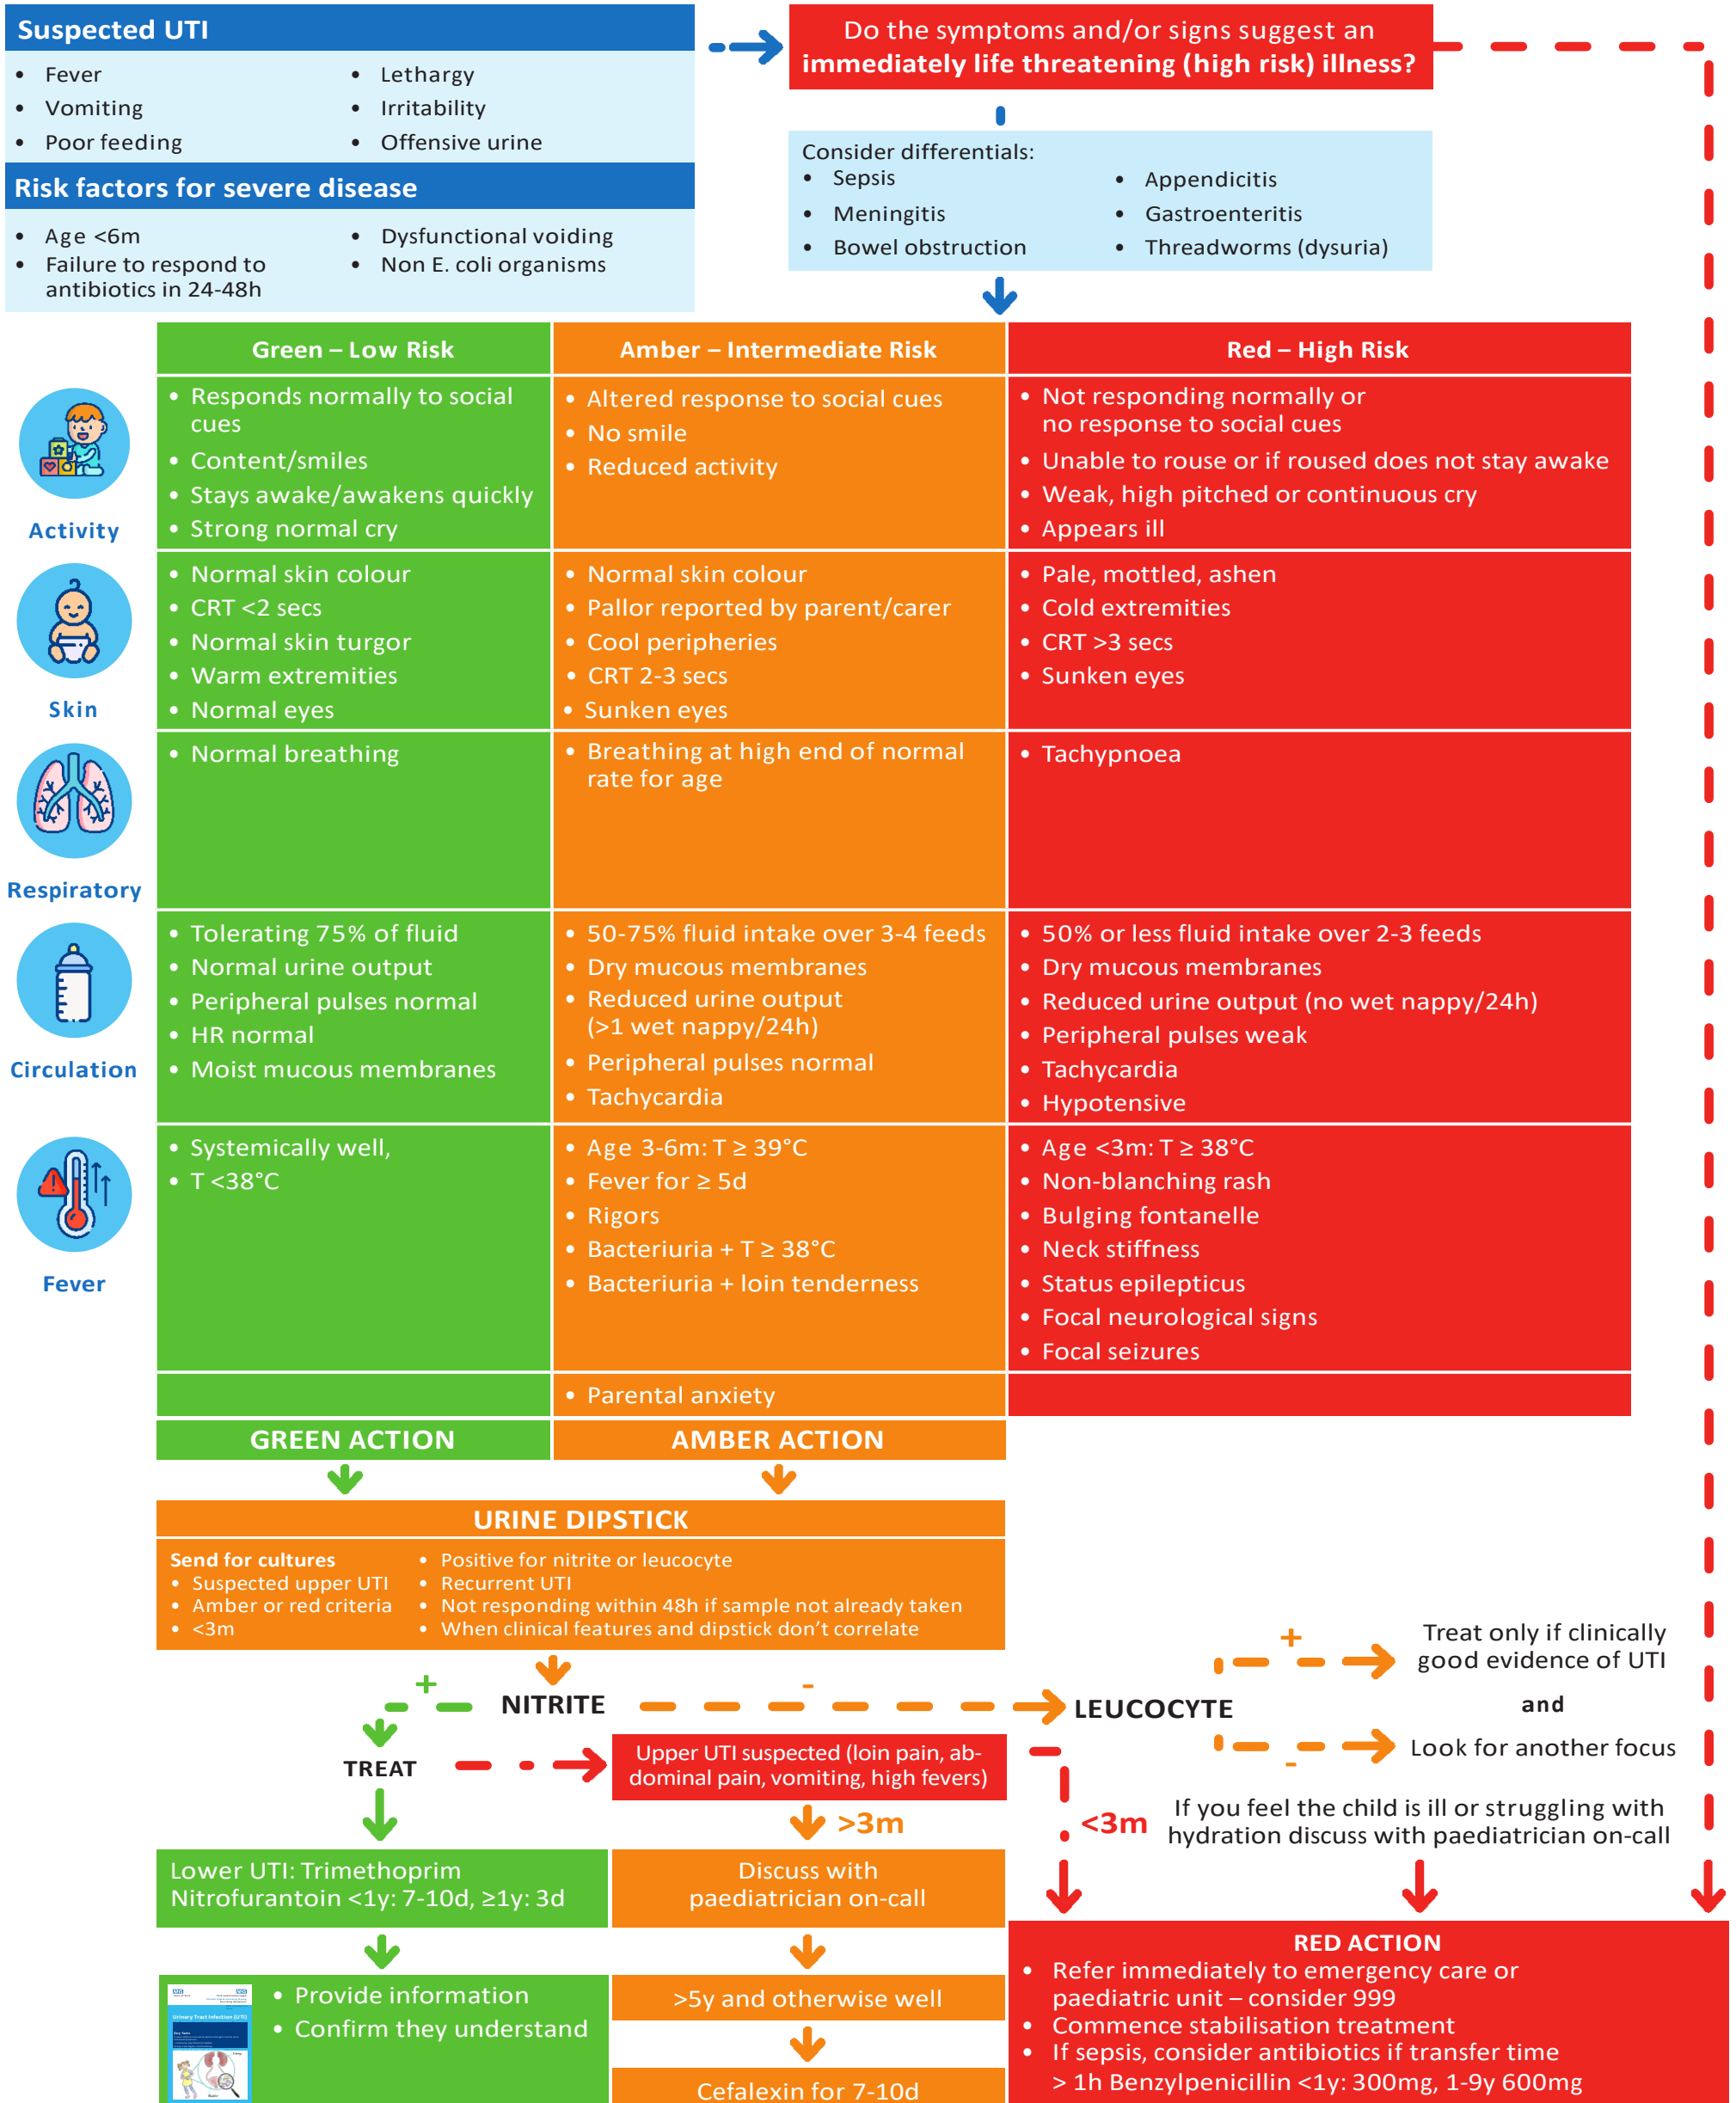 Suspected UTI
• Fever
• Vomiting
• Poor feeding
• Lethargy
• Irritability
• Offensive urine
Risk factors for severe disease
• Age <6m
• Failure to respond to
antibiotics in 24-48h
• Dysfunctional voiding
• Non E. coli organisms
Do the symptoms and/or signs suggest an
immediately life threatening (high risk) illness?
Consider differentials:
• Sepsis
• Meningitis
• Bowel obstruction
• Appendicitis
• Gastroenteritis
• Threadworms (dysuria)
Green – Low Risk
Amber – Intermediate Risk
Red – High Risk
Activity
• Responds normally to social
cues
• Content/smiles
• Stays awake/awakens quickly
• Strong normal cry
• Altered response to social cues
• No smile
• Reduced activity
• Not responding normally or
no response to social cues
• Unable to rouse or if roused does not stay awake
• Weak, high pitched or continuous cry
• Appears ill
Skin
• Normal skin colour
• CRT <2 secs
• Normal skin turgor
• Warm extremities
• Normal eyes
• Normal skin colour
• Pallor reported by parent/carer
• Cool peripheries
• CRT 2-3 secs
• Sunken eyes
• Pale, mottled, ashen
• Cold extremities
• CRT >3 secs
• Sunken eyes
Respiratory
• Normal breathing
• Breathing at high end of normal
rate for age
• Tachypnoea
Circulation
• Tolerating 75% of fluid
• Normal urine output
• Peripheral pulses normal
• HR normal
• Moist mucous membranes
• 50-75% fluid intake over 3-4 feeds
• Dry mucous membranes
• Reduced urine output
(>1 wet nappy/24h)
• Peripheral pulses normal
• Tachycardia
• 50% or less fluid intake over 2-3 feeds
• Dry mucous membranes
• Reduced urine output (no wet nappy/24h)
• Peripheral pulses weak
• Tachycardia
• Hypotensive
Fever
• Systemically well,
• T <38°C
• Age 3-6m: T ≥ 39°C
• Fever for ≥ 5d
• Rigors
• Bacteriuria + T ≥ 38°C
• Bacteriuria + loin tenderness
• Age <3m: T ≥ 38°C
• Non-blanching rash
• Bulging fontanelle
• Neck stiffness
• Status epilepticus
• Focal neurological signs
• Focal seizures
• Parental anxiety
GREEN ACTION
AMBER ACTION
URINE DIPSTICK
Send for cultures
• Suspected upper UTI
• Amber or red criteria
• <3m
• Positive for nitrite or leucocyte
• Recurrent UTI
• Not responding within 48h if sample not already taken
• When clinical features and dipstick don’t correlate
+
NITRITE
-
LEUCOCYTE
+
Treat only if clinically
good evidence of UTI
and
-
Look for another focus
TREAT
Upper UTI suspected (loin pain, ab-
dominal pain, vomiting, high fevers)
>3m
<3m
If you feel the child is ill or struggling with
hydration discuss with paediatrician on-call
Lower UTI: Trimethoprim
Nitrofurantoin <1y: 7-10d, ≥1y: 3d
Discuss with
paediatrician on-call
Urinary Tract Infection (UTI)
• Provide information
• Confirm they understand
>5y and otherwise well
Cefalexin for 7-10d
RED ACTION
• Refer immediately to emergency care or
paediatric unit – consider 999
• Commence stabilisation treatment
• If sepsis, consider antibiotics if transfer time
> 1h Benzylpenicillin <1y: 300mg, 1-9y 600mg